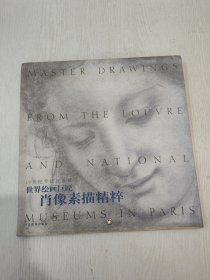 MASTER DRAWINGS
FROM THE LOUVRE
AND NATIONAL
世界绘画巨匠
肖像素描精粹
MUSEUMS IN PARIS